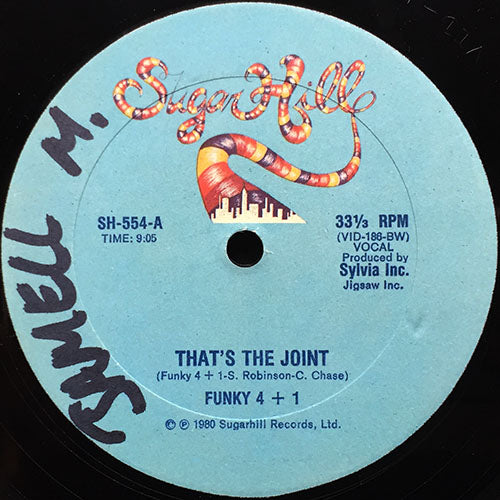 Sugar Hill
SH-554-A
TIME: 9:05
33⅓ RPM
(VID-186-BW)
VOCAL
Produced by
Sylvia Inc.
Jigsaw Inc.
JAMELL M.
THAT'S THE JOINT
(Funky 4 + 1-S. Robinson-C. Chase)
FUNKY 4 + 1
© ℗ 1980 Sugarhill Records, Ltd.